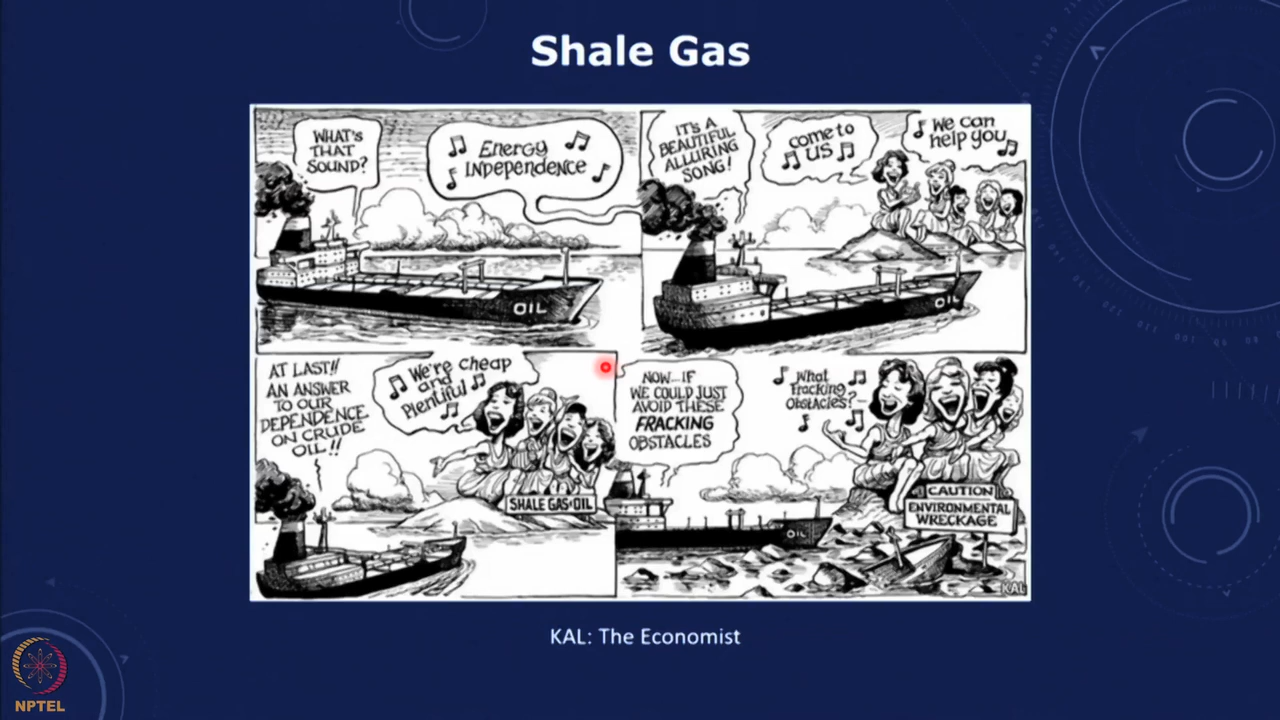 Shale Gas
WHAT'S
THAT
SOUND?
Energy
INDEPENDENCE
IT'S A
BEAUTIFUL
ALLURING
SONG!
come to
US
We can
help you
OIL
OIL
AT LAST!!
AN ANSWER
TO OUR
DEPENDENCE
ON CRUDE
OIL!!
We're cheap
and
Plentiful
SHALE GAS & OIL
NOW...IF
WE COULD JUST
AVOID THESE
FRACKING
OBSTACLES
What
Fracking
Obstacles?
CAUTION
ENVIRONMENTAL
WRECKAGE
OIL
KAL
KAL: The Economist
NPTEL